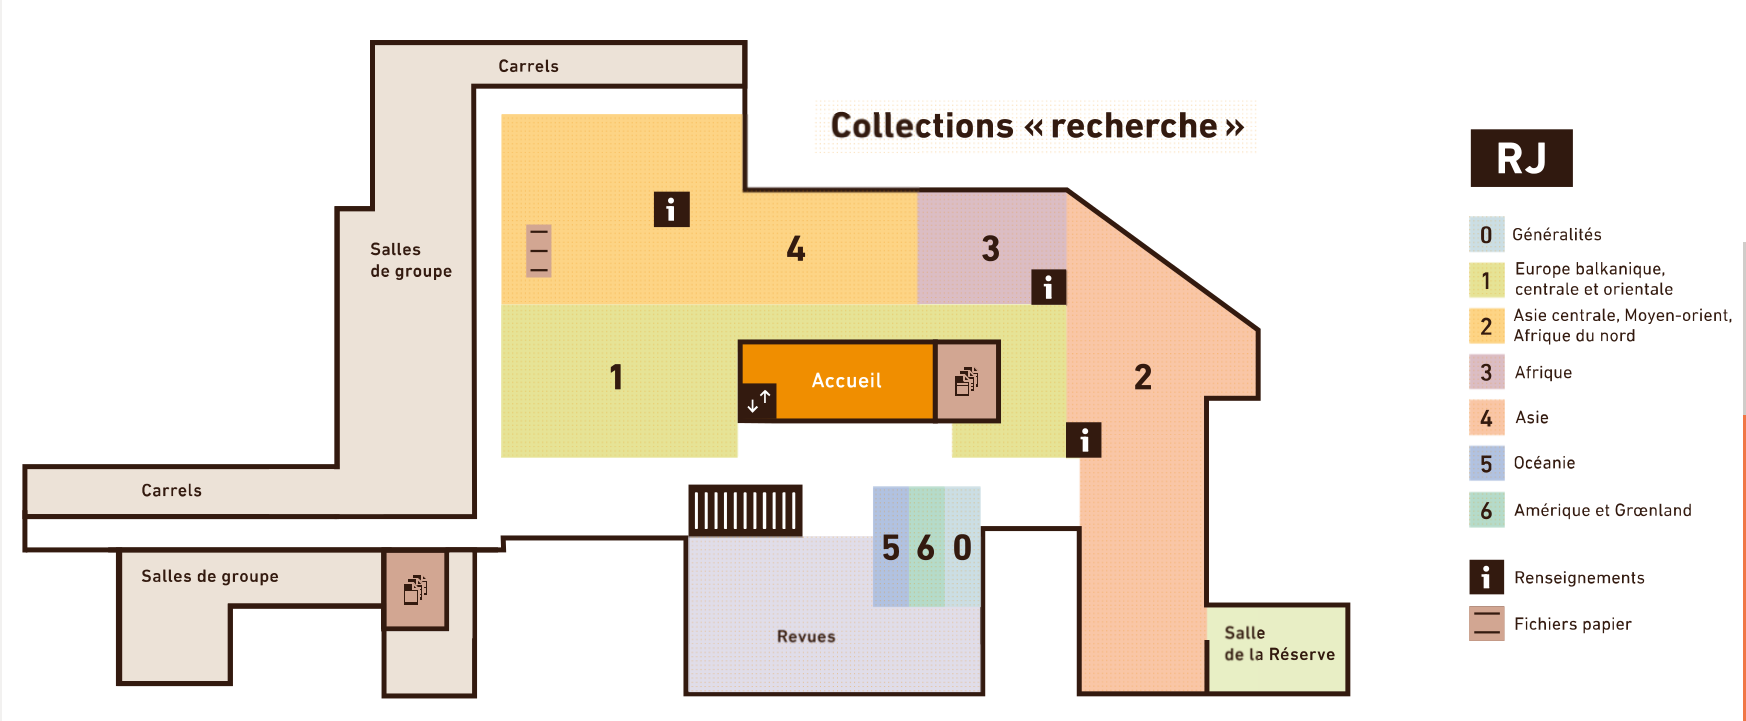 Carrels
Collections « recherche »
RJ
Salles
de groupe
i
4
3
i
0 Généralités
1 Europe balkanique,
centrale et orientale
2 Asie centrale, Moyen-orient,
Afrique du nord
3 Afrique
4 Asie
5 Océanie
6 Amérique et Grœnland
i Renseignements
Fichiers papier
1
Accueil
2
i
Carrels
5 6 0
Salles de groupe
Revues
Salle
de la Réserve